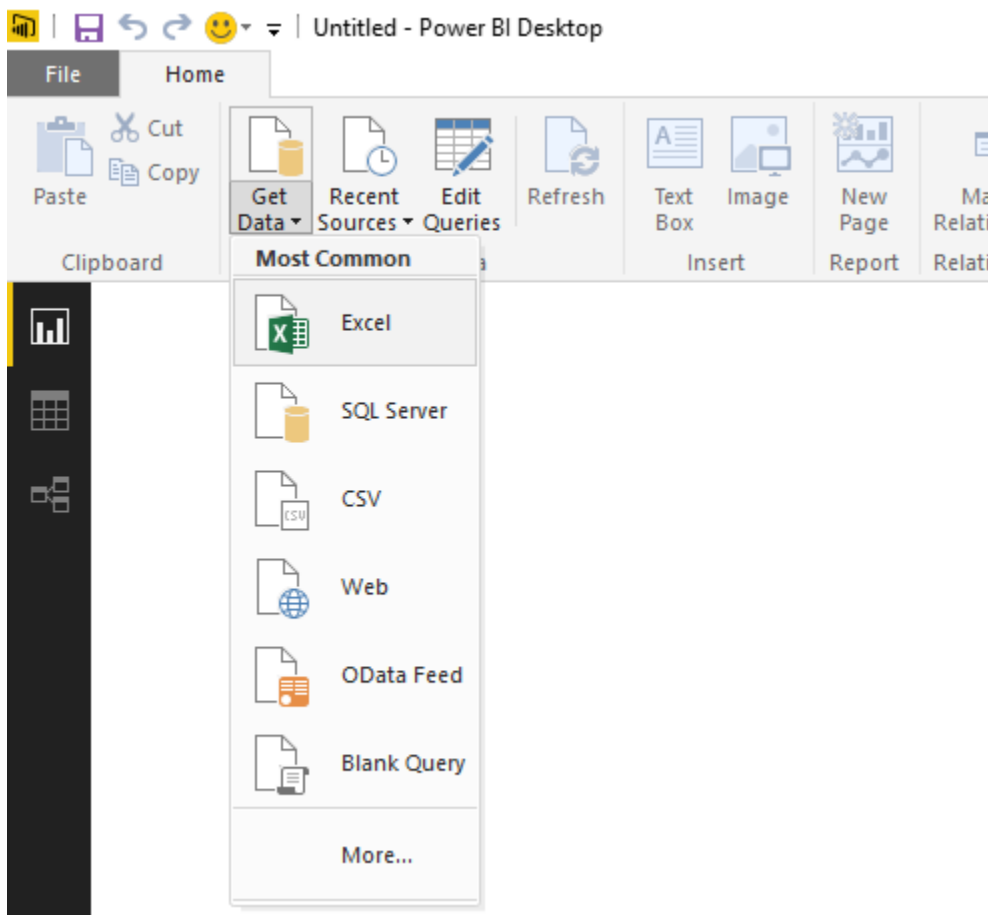 Untitled - Power BI Desktop
File Home
Cut
Copy
Paste
Get Data
Recent Sources
Edit Queries
Refresh
Text Box
Image
New Page
Clipboard
Insert
Report
Most Common
Excel
SQL Server
CSV
Web
OData Feed
Blank Query
More...